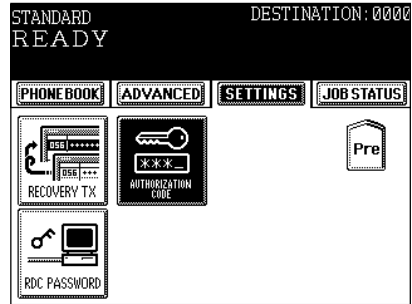 STANDARD DESTINATION:0000
READY
PHONE BOOK ADVANCED SETTINGS JOB STATUS
056 ******
056 ***
RECOVERY TX
***_
AUTHORIZATION
CODE
Pre
RDC PASSWORD